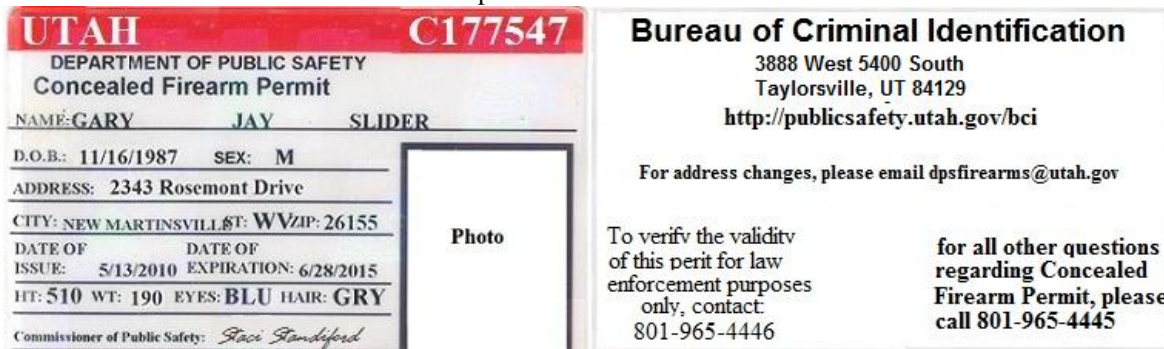 UTAH C177547
DEPARTMENT OF PUBLIC SAFETY
Concealed Firearm Permit
NAME: GARY JAY SLIDER
D.O.B.: 11/16/1987 SEX: M
ADDRESS: 2343 Rosemont Drive
CITY: NEW MARTINSVILLE ST: WV ZIP: 26155
DATE OF DATE OF
ISSUE: 5/13/2010 EXPIRATION: 6/28/2015
HT: 510 WT: 190 EYES: BLU HAIR: GRY
Commissioner of Public Safety: Staci Standiford
Photo
Bureau of Criminal Identification
3888 West 5400 South
Taylorsville, UT 84129
http://publicsafety.utah.gov/bci
For address changes, please email dpsfirearms@utah.gov
To verify the validity
of this perit for law
enforcement purposes
only, contact:
801-965-4446
for all other questions
regarding Concealed
Firearm Permit, please
call 801-965-4445